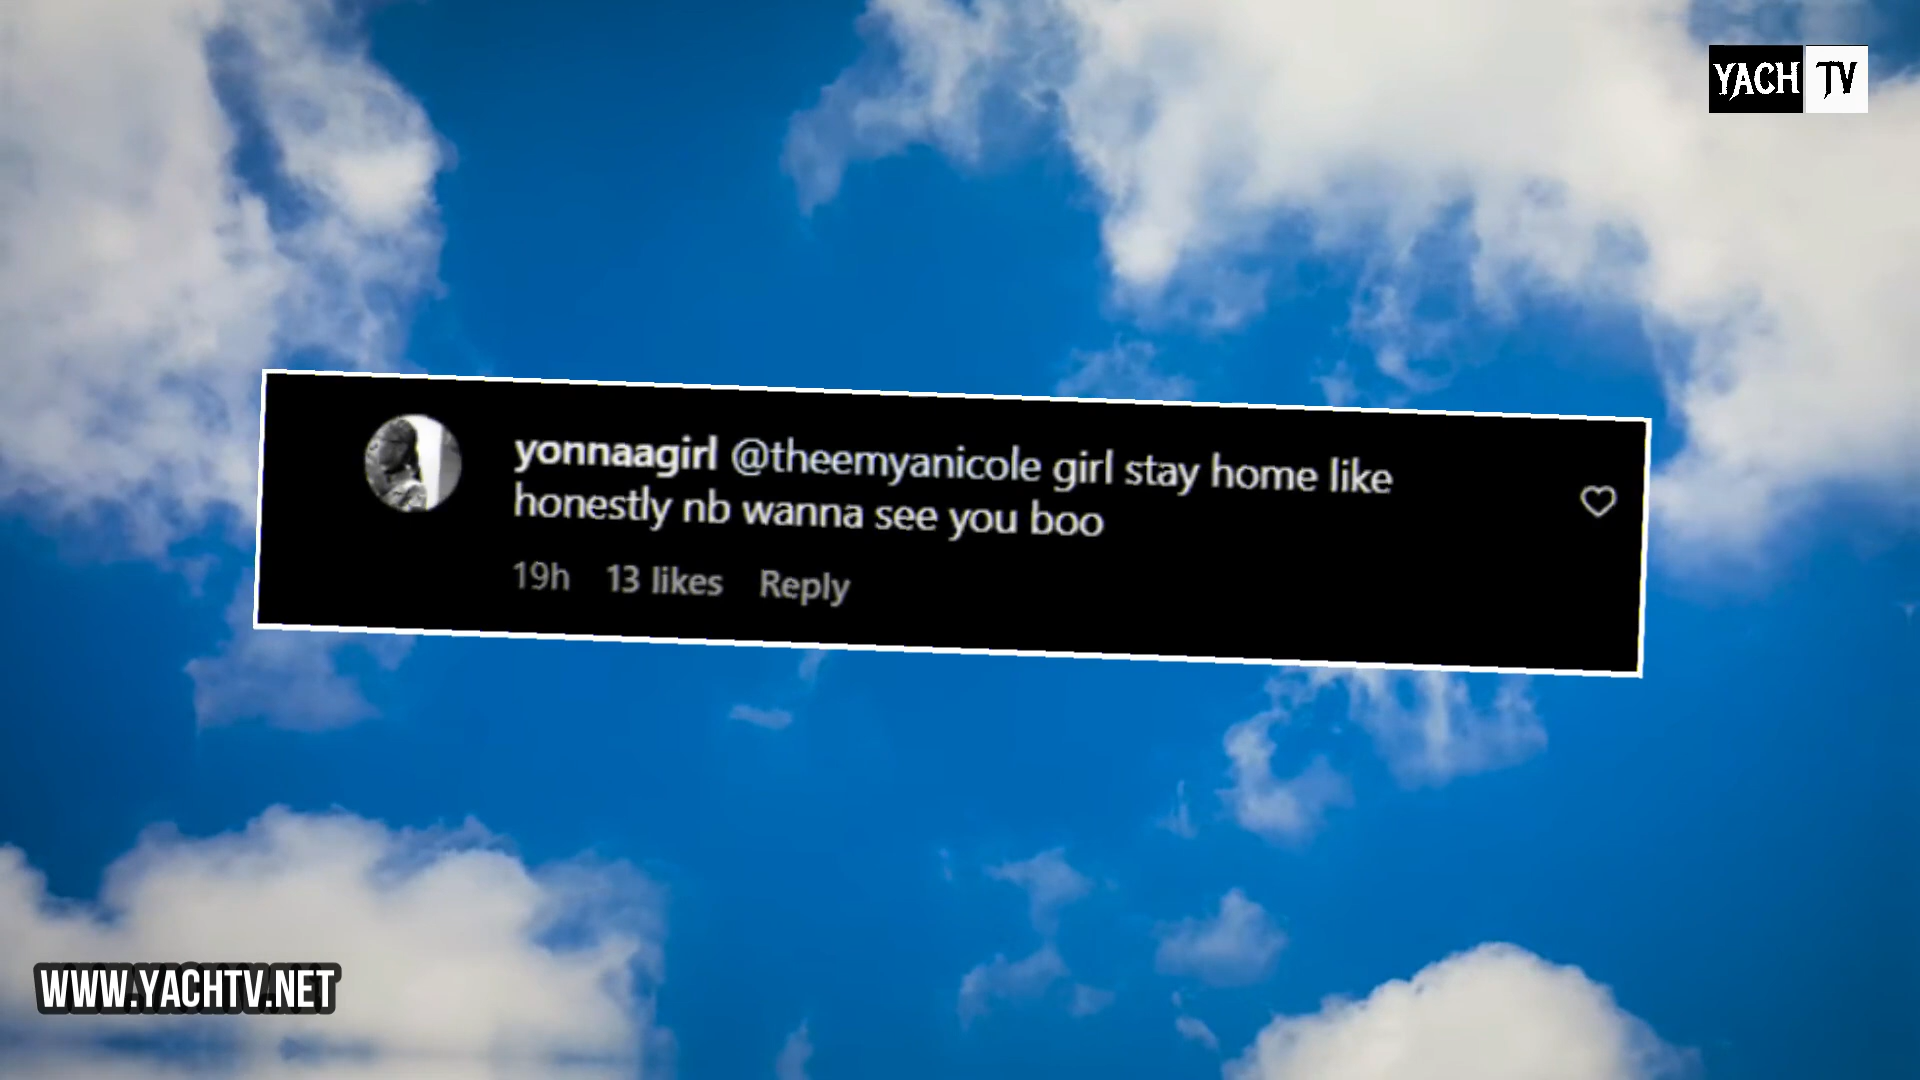 YACH TV
yonnaagirl @theemyanicole girl stay home like
honestly nb wanna see you boo
19h 13 likes Reply
WWW.YACHTV.NET